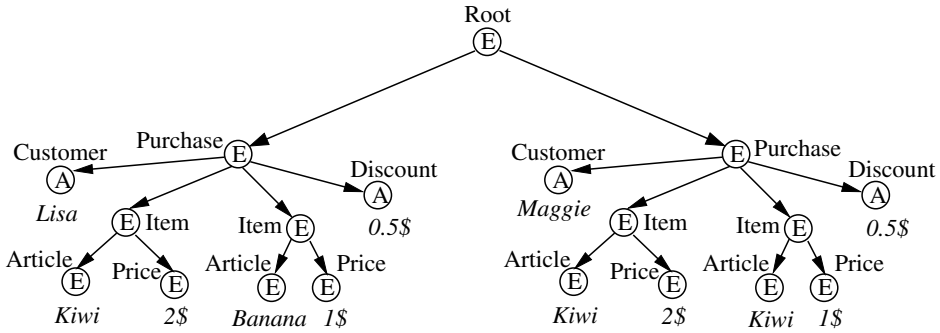 Root
E
Purchase E E Purchase
Customer Discount Customer Discount
A A A A
Lisa E Item Item E 0.5$ Maggie E Item Item E 0.5$
Article Price Article Price Article Price Article Price
E E E E E E E E
Kiwi 2$ Banana 1$ Kiwi 2$ Kiwi 1$